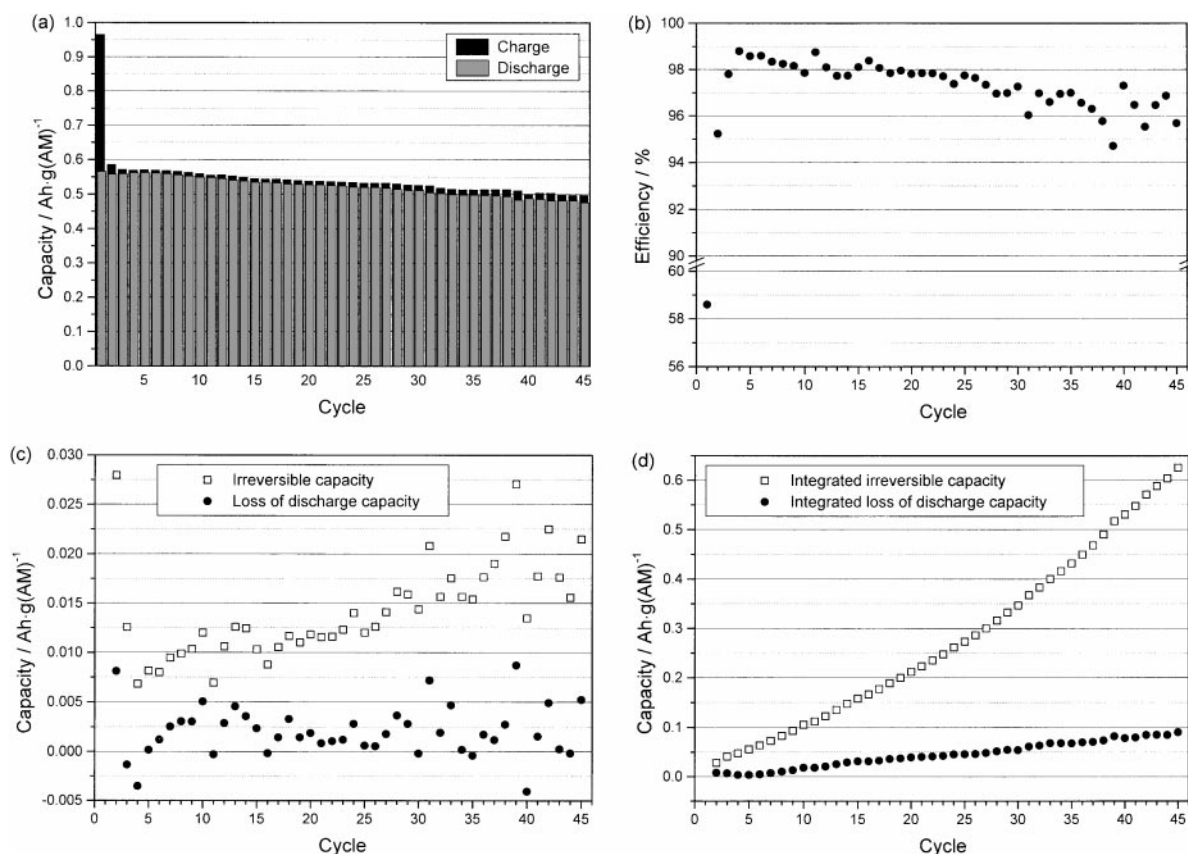 (a)
1.0
0.9
0.8
0.7
0.6
0.5
0.4
0.3
0.2
0.1
0.0
Capacity / Ah·g(AM)⁻¹
Charge
Discharge
5 10 15 20 25 30 35 40 45
Cycle
(b)
100
98
96
94
92
90
60
58
56
Efficiency / %
0 5 10 15 20 25 30 35 40 45
Cycle
(c)
0.030
0.025
0.020
0.015
0.010
0.005
0.000
-0.005
Capacity / Ah·g(AM)⁻¹
Irreversible capacity
Loss of discharge capacity
0 5 10 15 20 25 30 35 40 45
Cycle
(d)
0.6
0.5
0.4
0.3
0.2
0.1
0.0
Capacity / Ah·g(AM)⁻¹
Integrated irreversible capacity
Integrated loss of discharge capacity
0 5 10 15 20 25 30 35 40 45
Cycle